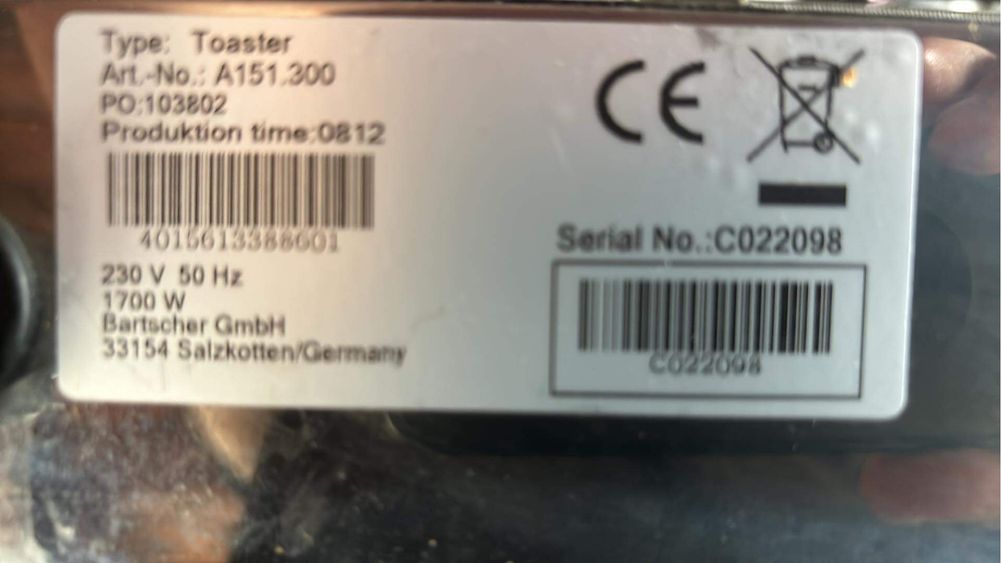 Type: Toaster
Art.-No.: A151.300
PO:103802
Produktion time:0812
4015613388601
230 V 50 Hz
1700 W
Bartscher GmbH
33154 Salzkotten/Germany
CE
Serial No.:C022098
C022098